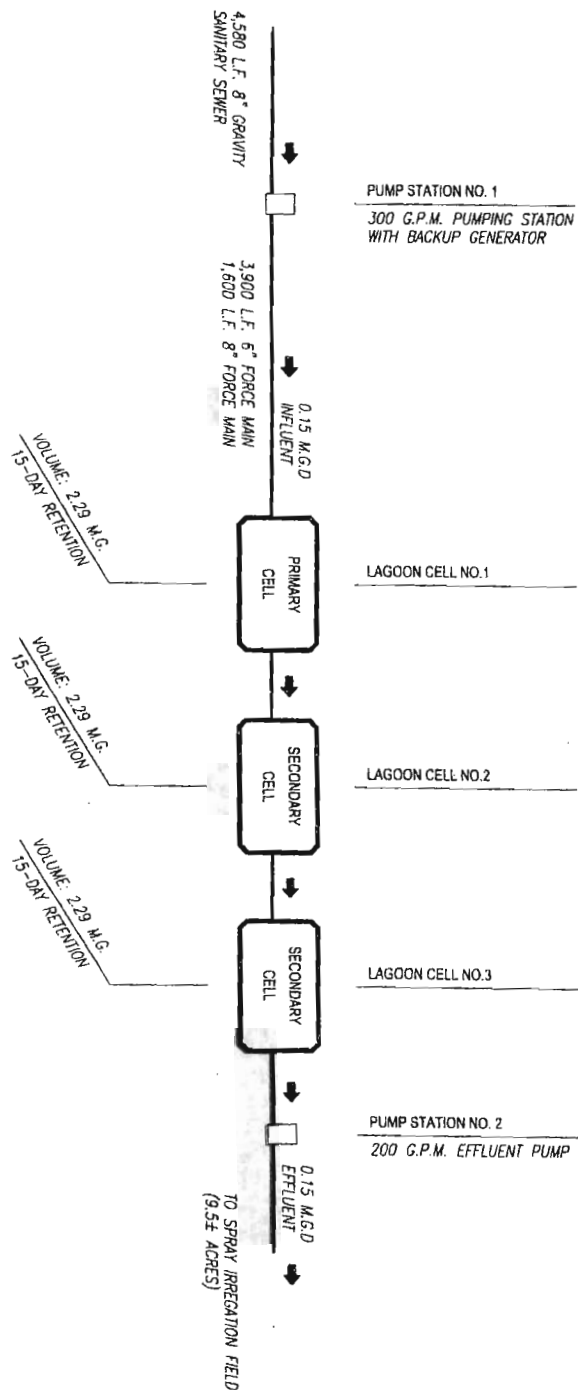 4,580 L.F. 8" GRAVITY
SANITARY SEWER
PUMP STATION NO. 1
300 G.P.M. PUMPING STATION
WITH BACKUP GENERATOR
3,900 L.F. 6" FORCE MAIN
1,600 L.F. 8" FORCE MAIN
0.15 M.G.D
INFLUENT
VOLUME: 2.29 M.G.
15-DAY RETENTION
PRIMARY
CELL
LAGOON CELL NO.1
VOLUME: 2.29 M.G.
15-DAY RETENTION
SECONDARY
CELL
LAGOON CELL NO.2
VOLUME: 2.29 M.G.
15-DAY RETENTION
SECONDARY
CELL
LAGOON CELL NO.3
PUMP STATION NO. 2
200 G.P.M. EFFLUENT PUMP
0.15 M.G.D
EFFLUENT
TO SPRAY IRREGATION FIELD
(9.5± ACRES)